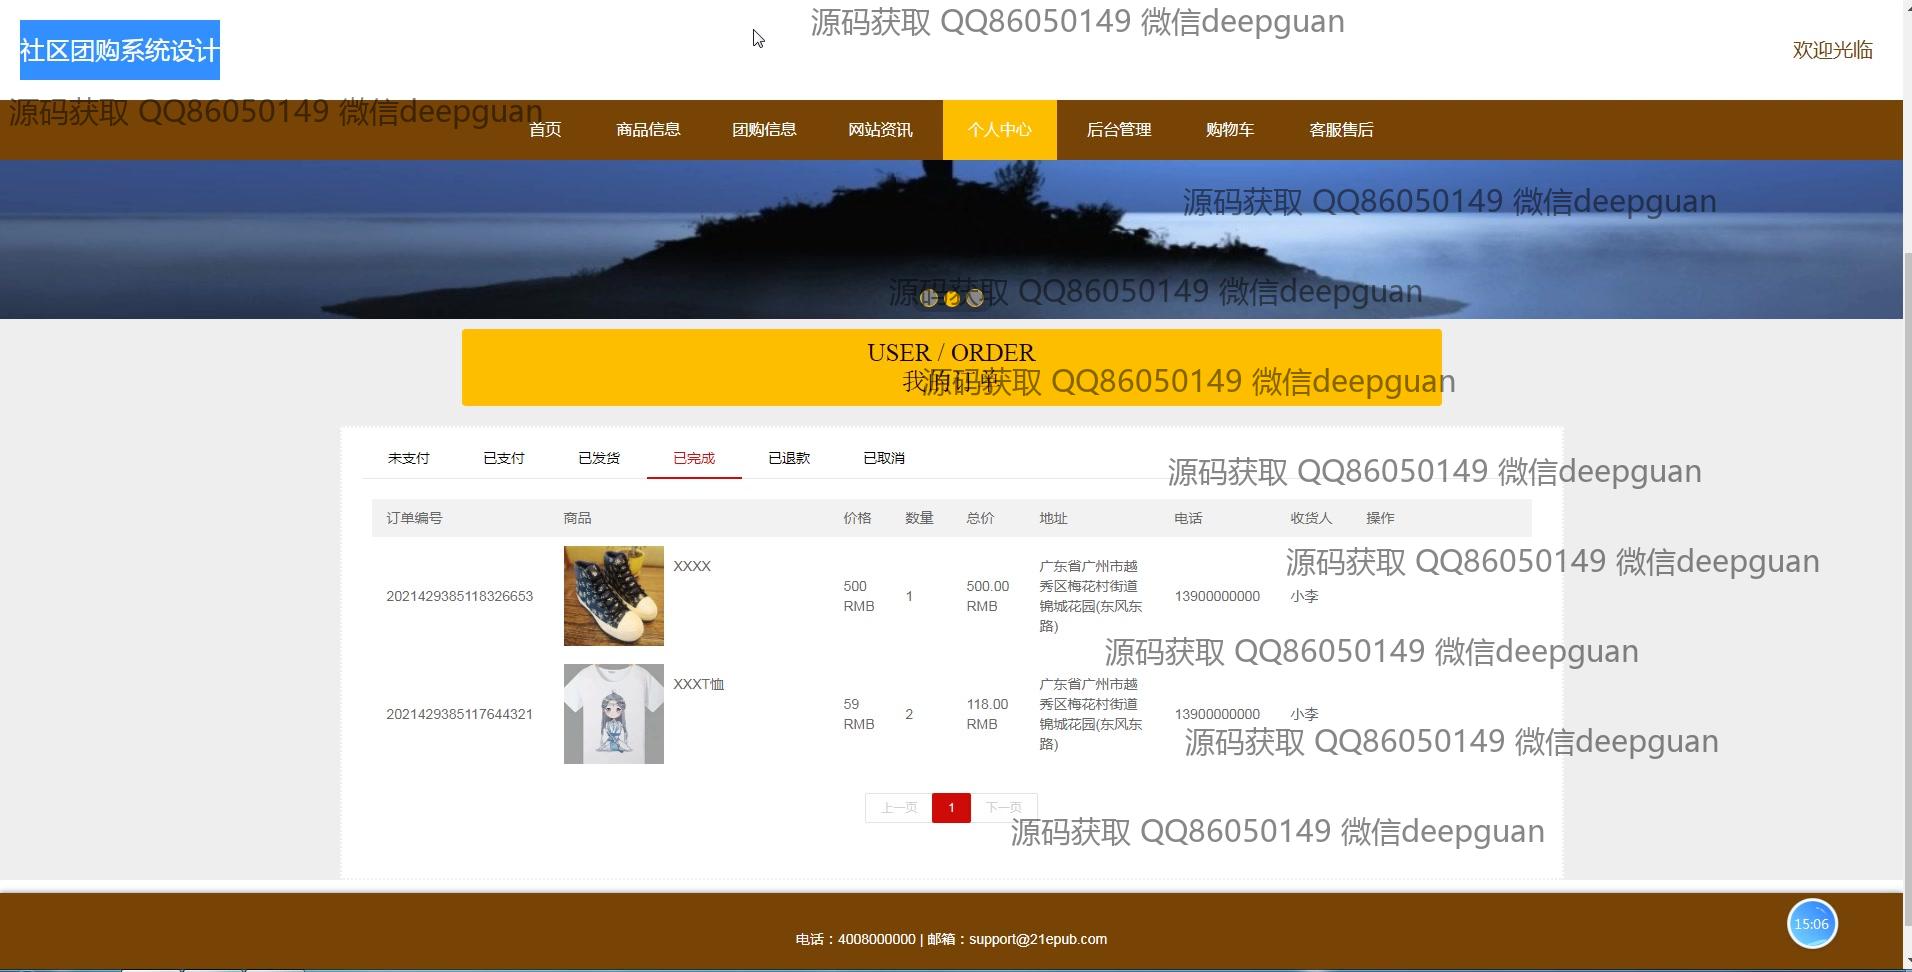 源码获取 QQ86050149 微信deepguan
社区团购系统设计
欢迎光临
源码获取 QQ86050149 微信deepguan
首页 商品信息 团购信息 网站资讯 个人中心 后台管理 购物车 客服售后
源码获取 QQ86050149 微信deepguan
源码获取 QQ86050149 微信deepguan
1 2
USER / ORDER
我的订单
源码获取 QQ86050149 微信deepguan
未支付 已支付 已发货 已完成 已退款 已取消
源码获取 QQ86050149 微信deepguan
订单编号 商品 价格 数量 总价 地址 电话 收货人 操作
源码获取 QQ86050149 微信deepguan
2021429385118326653 XXXX 500 RMB 1 500.00 RMB 广东省广州市越秀区梅花村街道锦城花园(东风东路) 13900000000 小李
源码获取 QQ86050149 微信deepguan
2021429385117644321 XXXT恤 59 RMB 2 118.00 RMB 广东省广州市越秀区梅花村街道锦城花园(东风东路) 13900000000 小李
源码获取 QQ86050149 微信deepguan
上一页 1 下一页
源码获取 QQ86050149 微信deepguan
15:06
电话：4008000000 | 邮箱：support@21epub.com